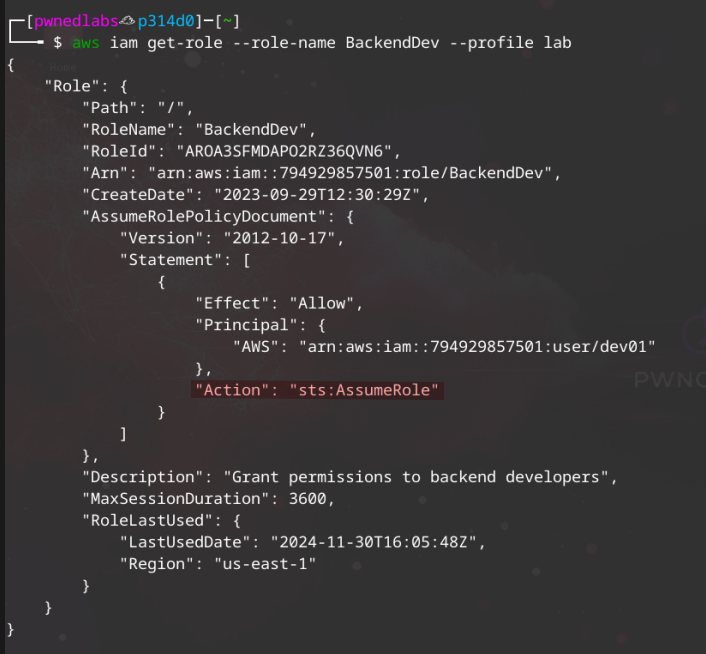 [pwnedlabs☁p314d0]-[~]
$ aws iam get-role --role-name BackendDev --profile lab
{
    "Role": {
        "Path": "/",
        "RoleName": "BackendDev",
        "RoleId": "AROA3SFMDAPO2RZ36QVN6",
        "Arn": "arn:aws:iam::794929857501:role/BackendDev",
        "CreateDate": "2023-09-29T12:30:29Z",
        "AssumeRolePolicyDocument": {
            "Version": "2012-10-17",
            "Statement": [
                {
                    "Effect": "Allow",
                    "Principal": {
                        "AWS": "arn:aws:iam::794929857501:user/dev01"
                    },
                    "Action": "sts:AssumeRole"
                }
            ]
        },
        "Description": "Grant permissions to backend developers",
        "MaxSessionDuration": 3600,
        "RoleLastUsed": {
            "LastUsedDate": "2024-11-30T16:05:48Z",
            "Region": "us-east-1"
        }
    }
}